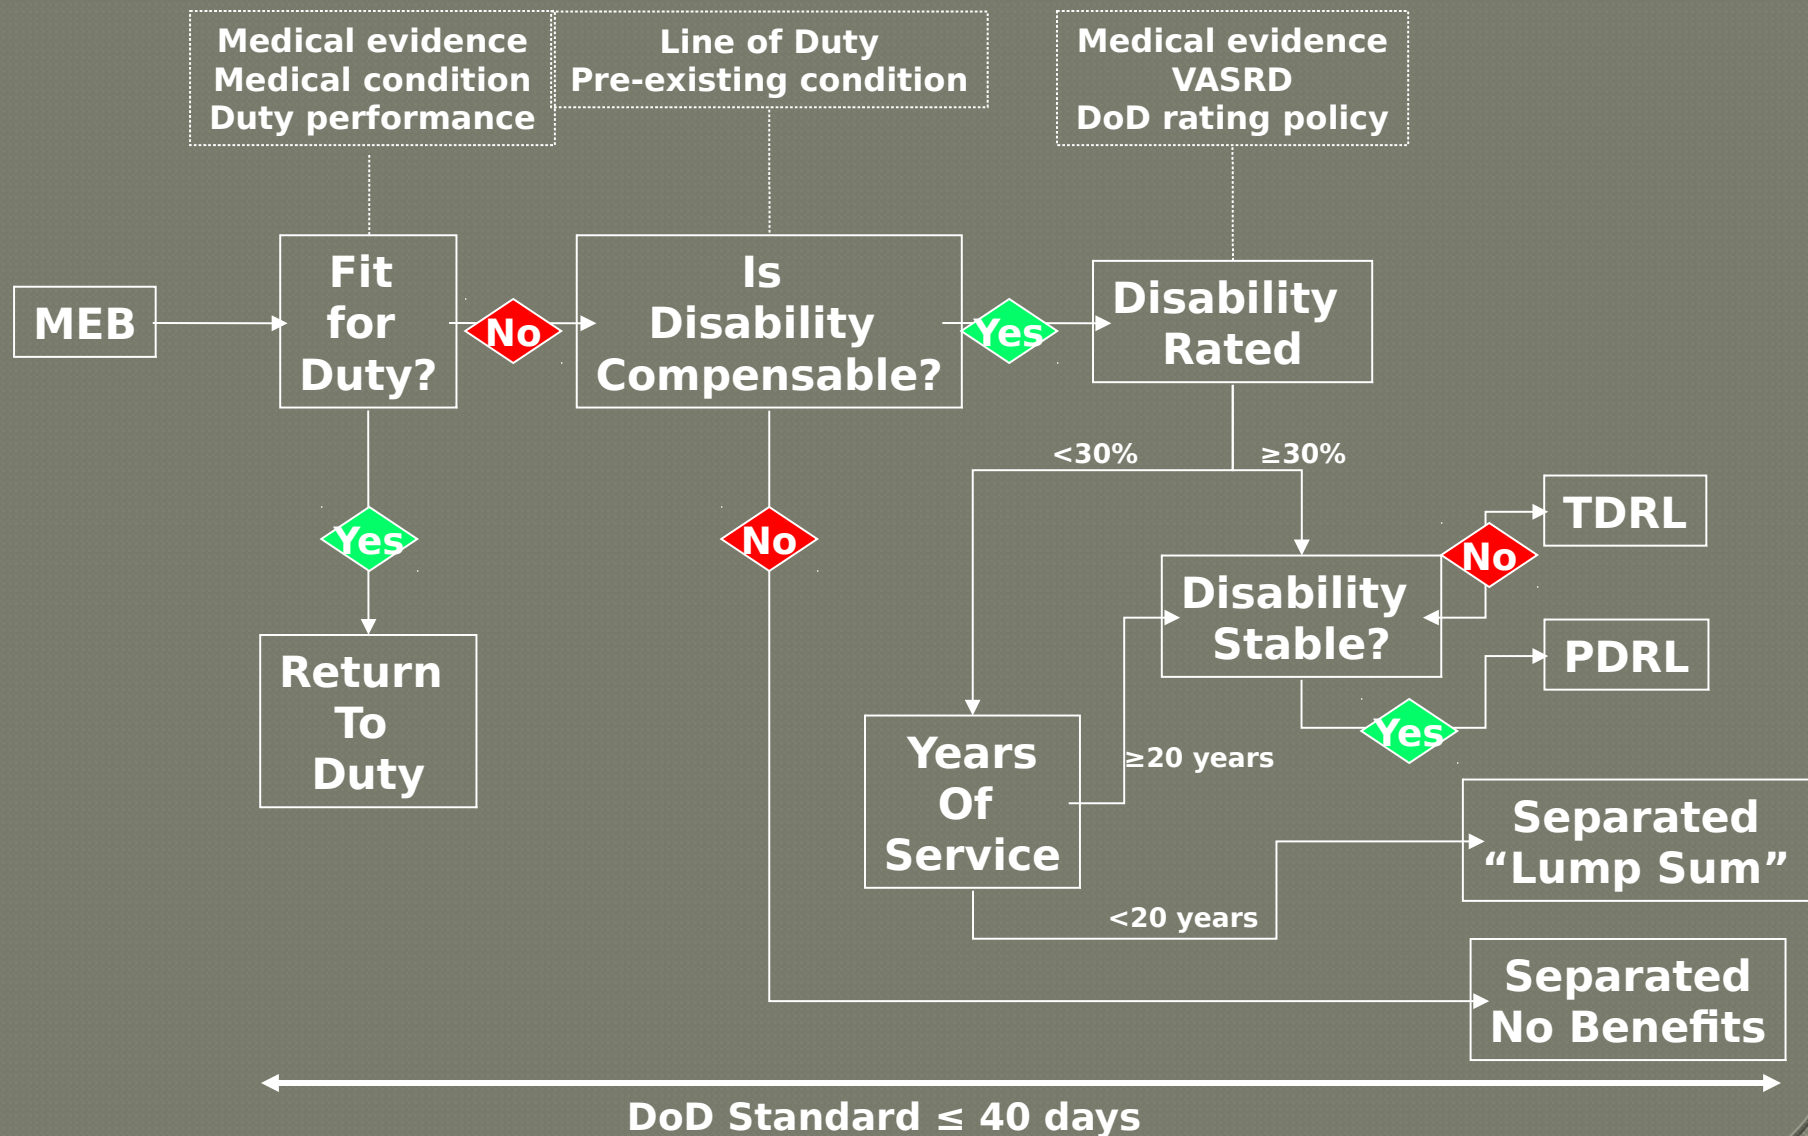 Medical evidence
Medical condition
Duty performance
Line of Duty
Pre-existing condition
Medical evidence
VASRD
DoD rating policy
MEB
Fit
for
Duty?
No
Is
Disability
Compensable?
Yes
Disability
Rated
<30%
≥30%
Yes
No
TDRL
No
Disability
Stable?
PDRL
Yes
Return
To
Duty
Years
Of
Service
≥20 years
Separated
“Lump Sum”
<20 years
Separated
No Benefits
DoD Standard ≤ 40 days